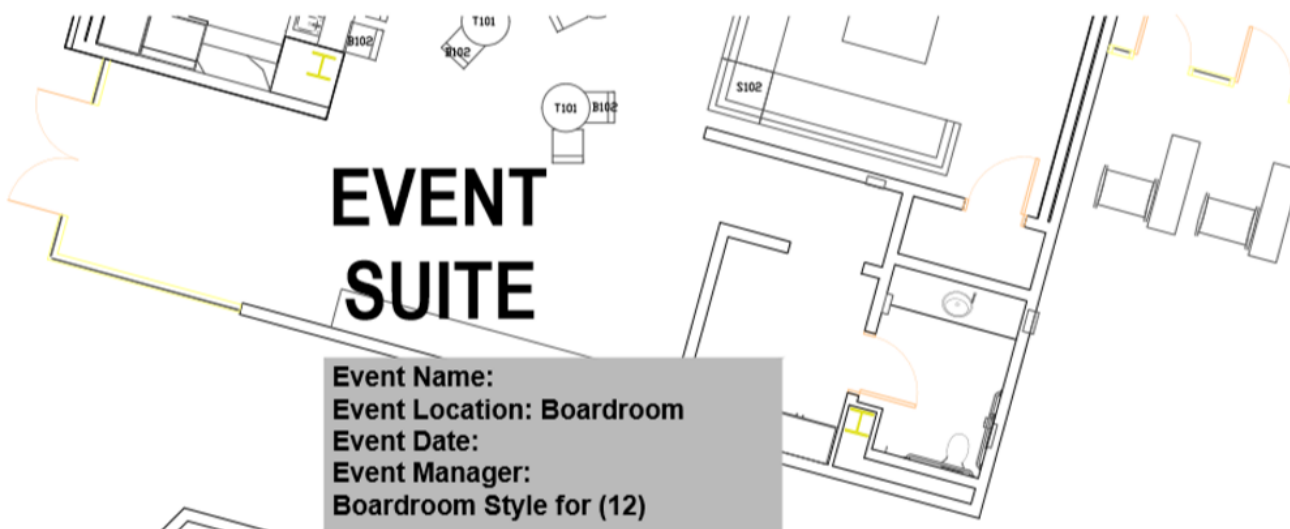 T101
B102
B102
T101
B102
S102
EVENT
SUITE
Event Name:
Event Location: Boardroom
Event Date:
Event Manager:
Boardroom Style for (12)